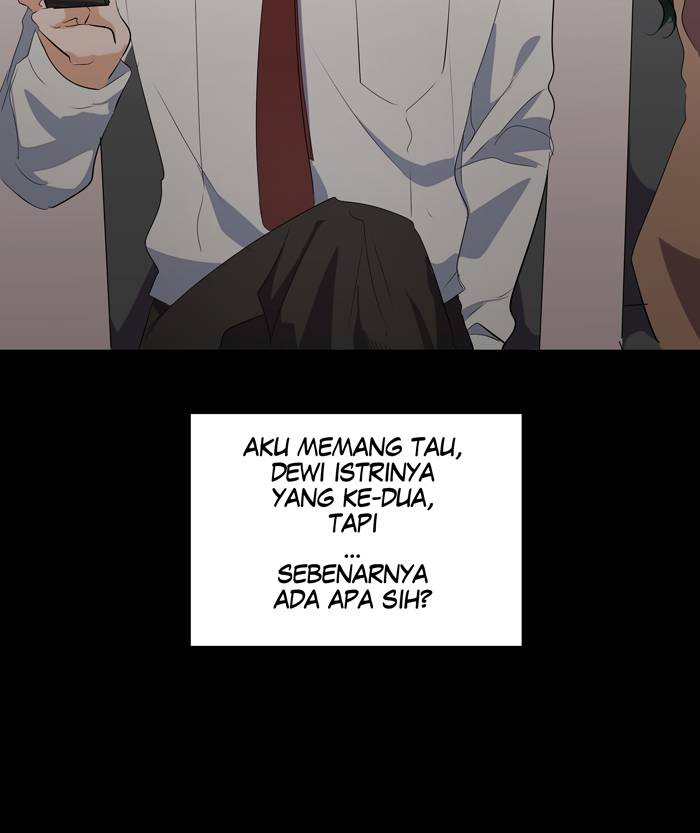 AKU MEMANG TAU,
DEWI ISTRINYA
YANG KE-DUA,
TAPI
...
SEBENARNYA
ADA APA SIH?